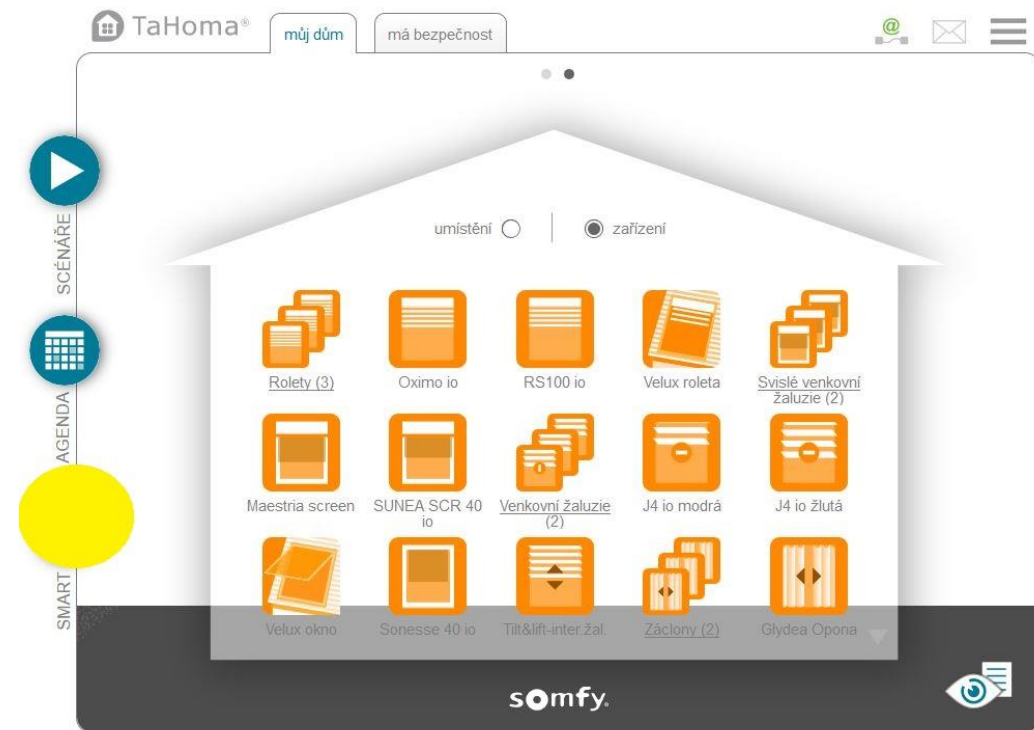 TaHoma®
můj dům
má bezpečnost
@
umístění
zařízení
SCÉNÁŘE
AGENDA
SMART
Rolety (3)
Oximo io
RS100 io
Velux roleta
Svislé venkovní
žaluzie (2)
Maestria screen
SUNEA SCR 40
io
Venkovní žaluzie
(2)
J4 io modrá
J4 io žlutá
Velux okno
Sonesse 40 io
Tilt&lift-inter.žal.
Záclony (2)
Glydea Opona
somfy.